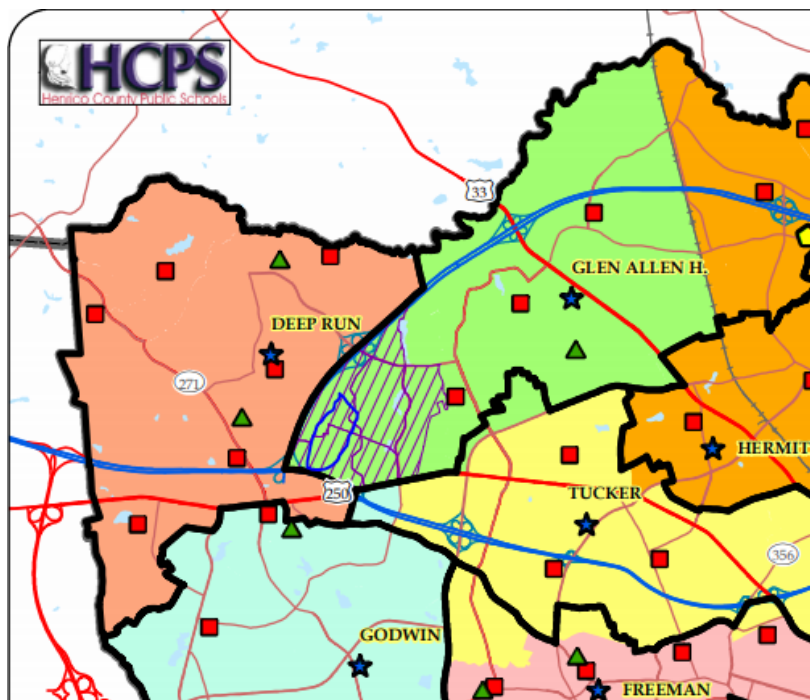 HCPS
Henrico County Public Schools
33
GLEN ALLEN H.
DEEP RUN
271
HERMIT
250
TUCKER
356
GODWIN
FREEMAN